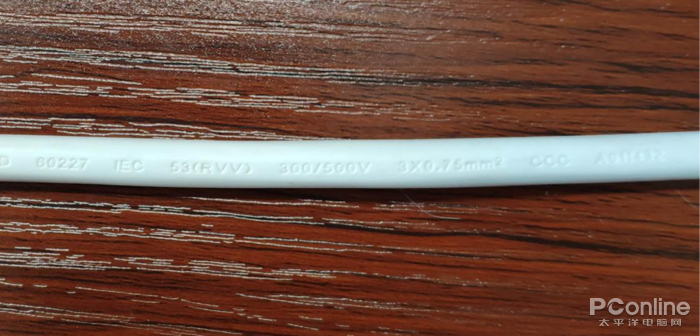 D 60227 IEC 53(RVV) 300/500V 3X0.75mm² CCC
PConline
太平洋电脑网